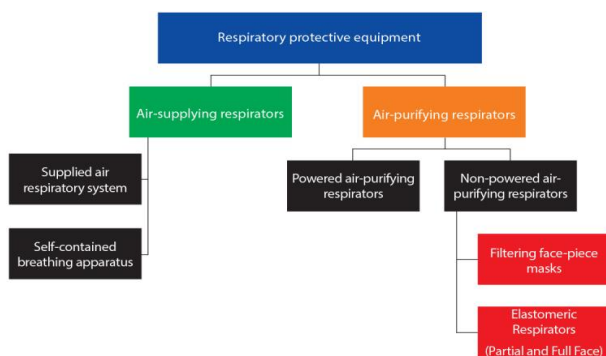 Respiratory protective equipment
Air-supplying respirators
Air-purifying respirators
Supplied air
respiratory system
Powered air-purifying
respirators
Non-powered air-
purifying respirators
Self-contained
breathing apparatus
Filtering face-piece
masks
Elastomeric
Respirators
(Partial and Full Face)